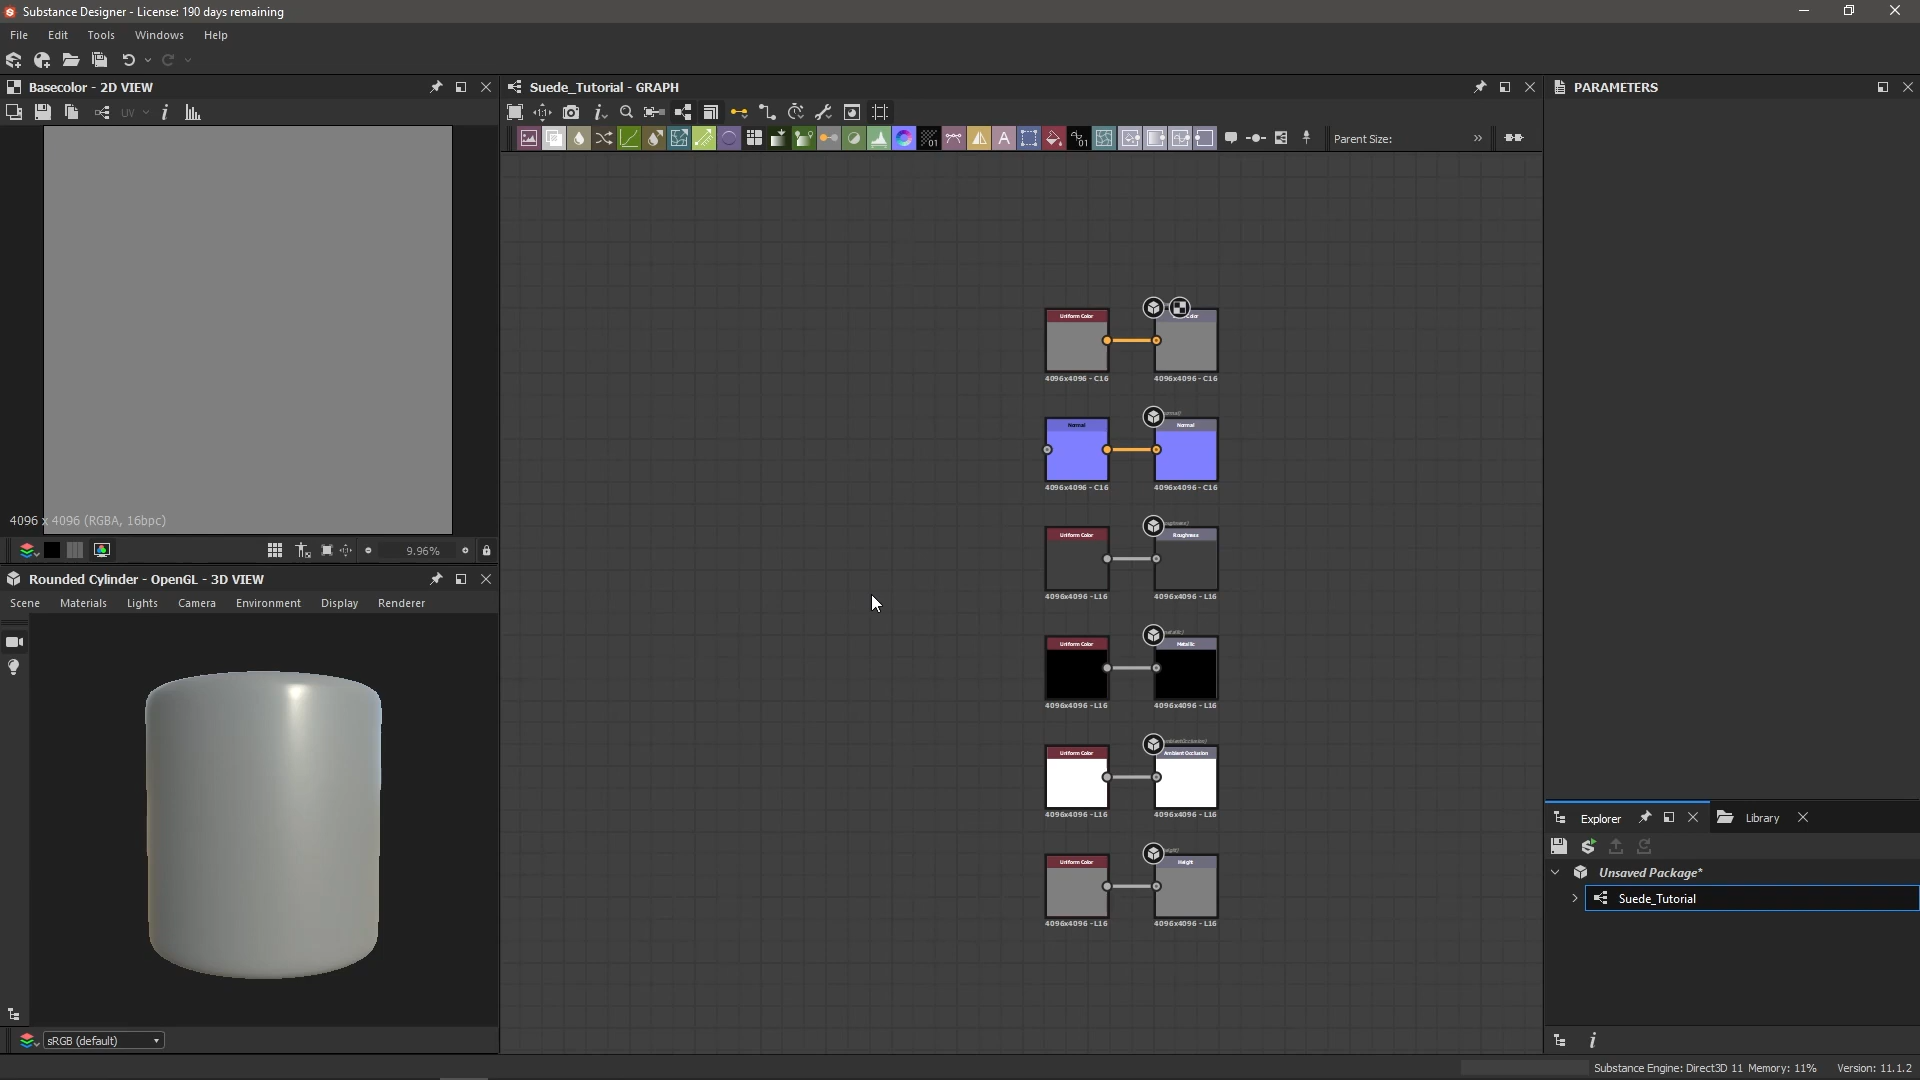 Substance Designer - License: 190 days remaining
File Edit Tools Windows Help
Basecolor - 2D VIEW
UV
4096 x 4096 (RGBA, 16bpc)
9.96%
Rounded Cylinder - OpenGL - 3D VIEW
Scene Materials Lights Camera Environment Display Renderer
sRGB (default)
Suede_Tutorial - GRAPH
Parent Size:
Uniform Color
4096x4096 - C16 4096x4096 - C16
Normal Normal
4096x4096 - C16 4096x4096 - C16
Uniform Color Roughness
4096x4096 - L16 4096x4096 - L16
Uniform Color Metallic
4096x4096 - L16 4096x4096 - L16
Uniform Color Ambient Occlusion
4096x4096 - L16 4096x4096 - L16
Uniform Color Height
4096x4096 - L16 4096x4096 - L16
PARAMETERS
Explorer Library
Unsaved Package*
Suede_Tutorial
Substance Engine: Direct3D 11 Memory: 11% Version: 11.1.2